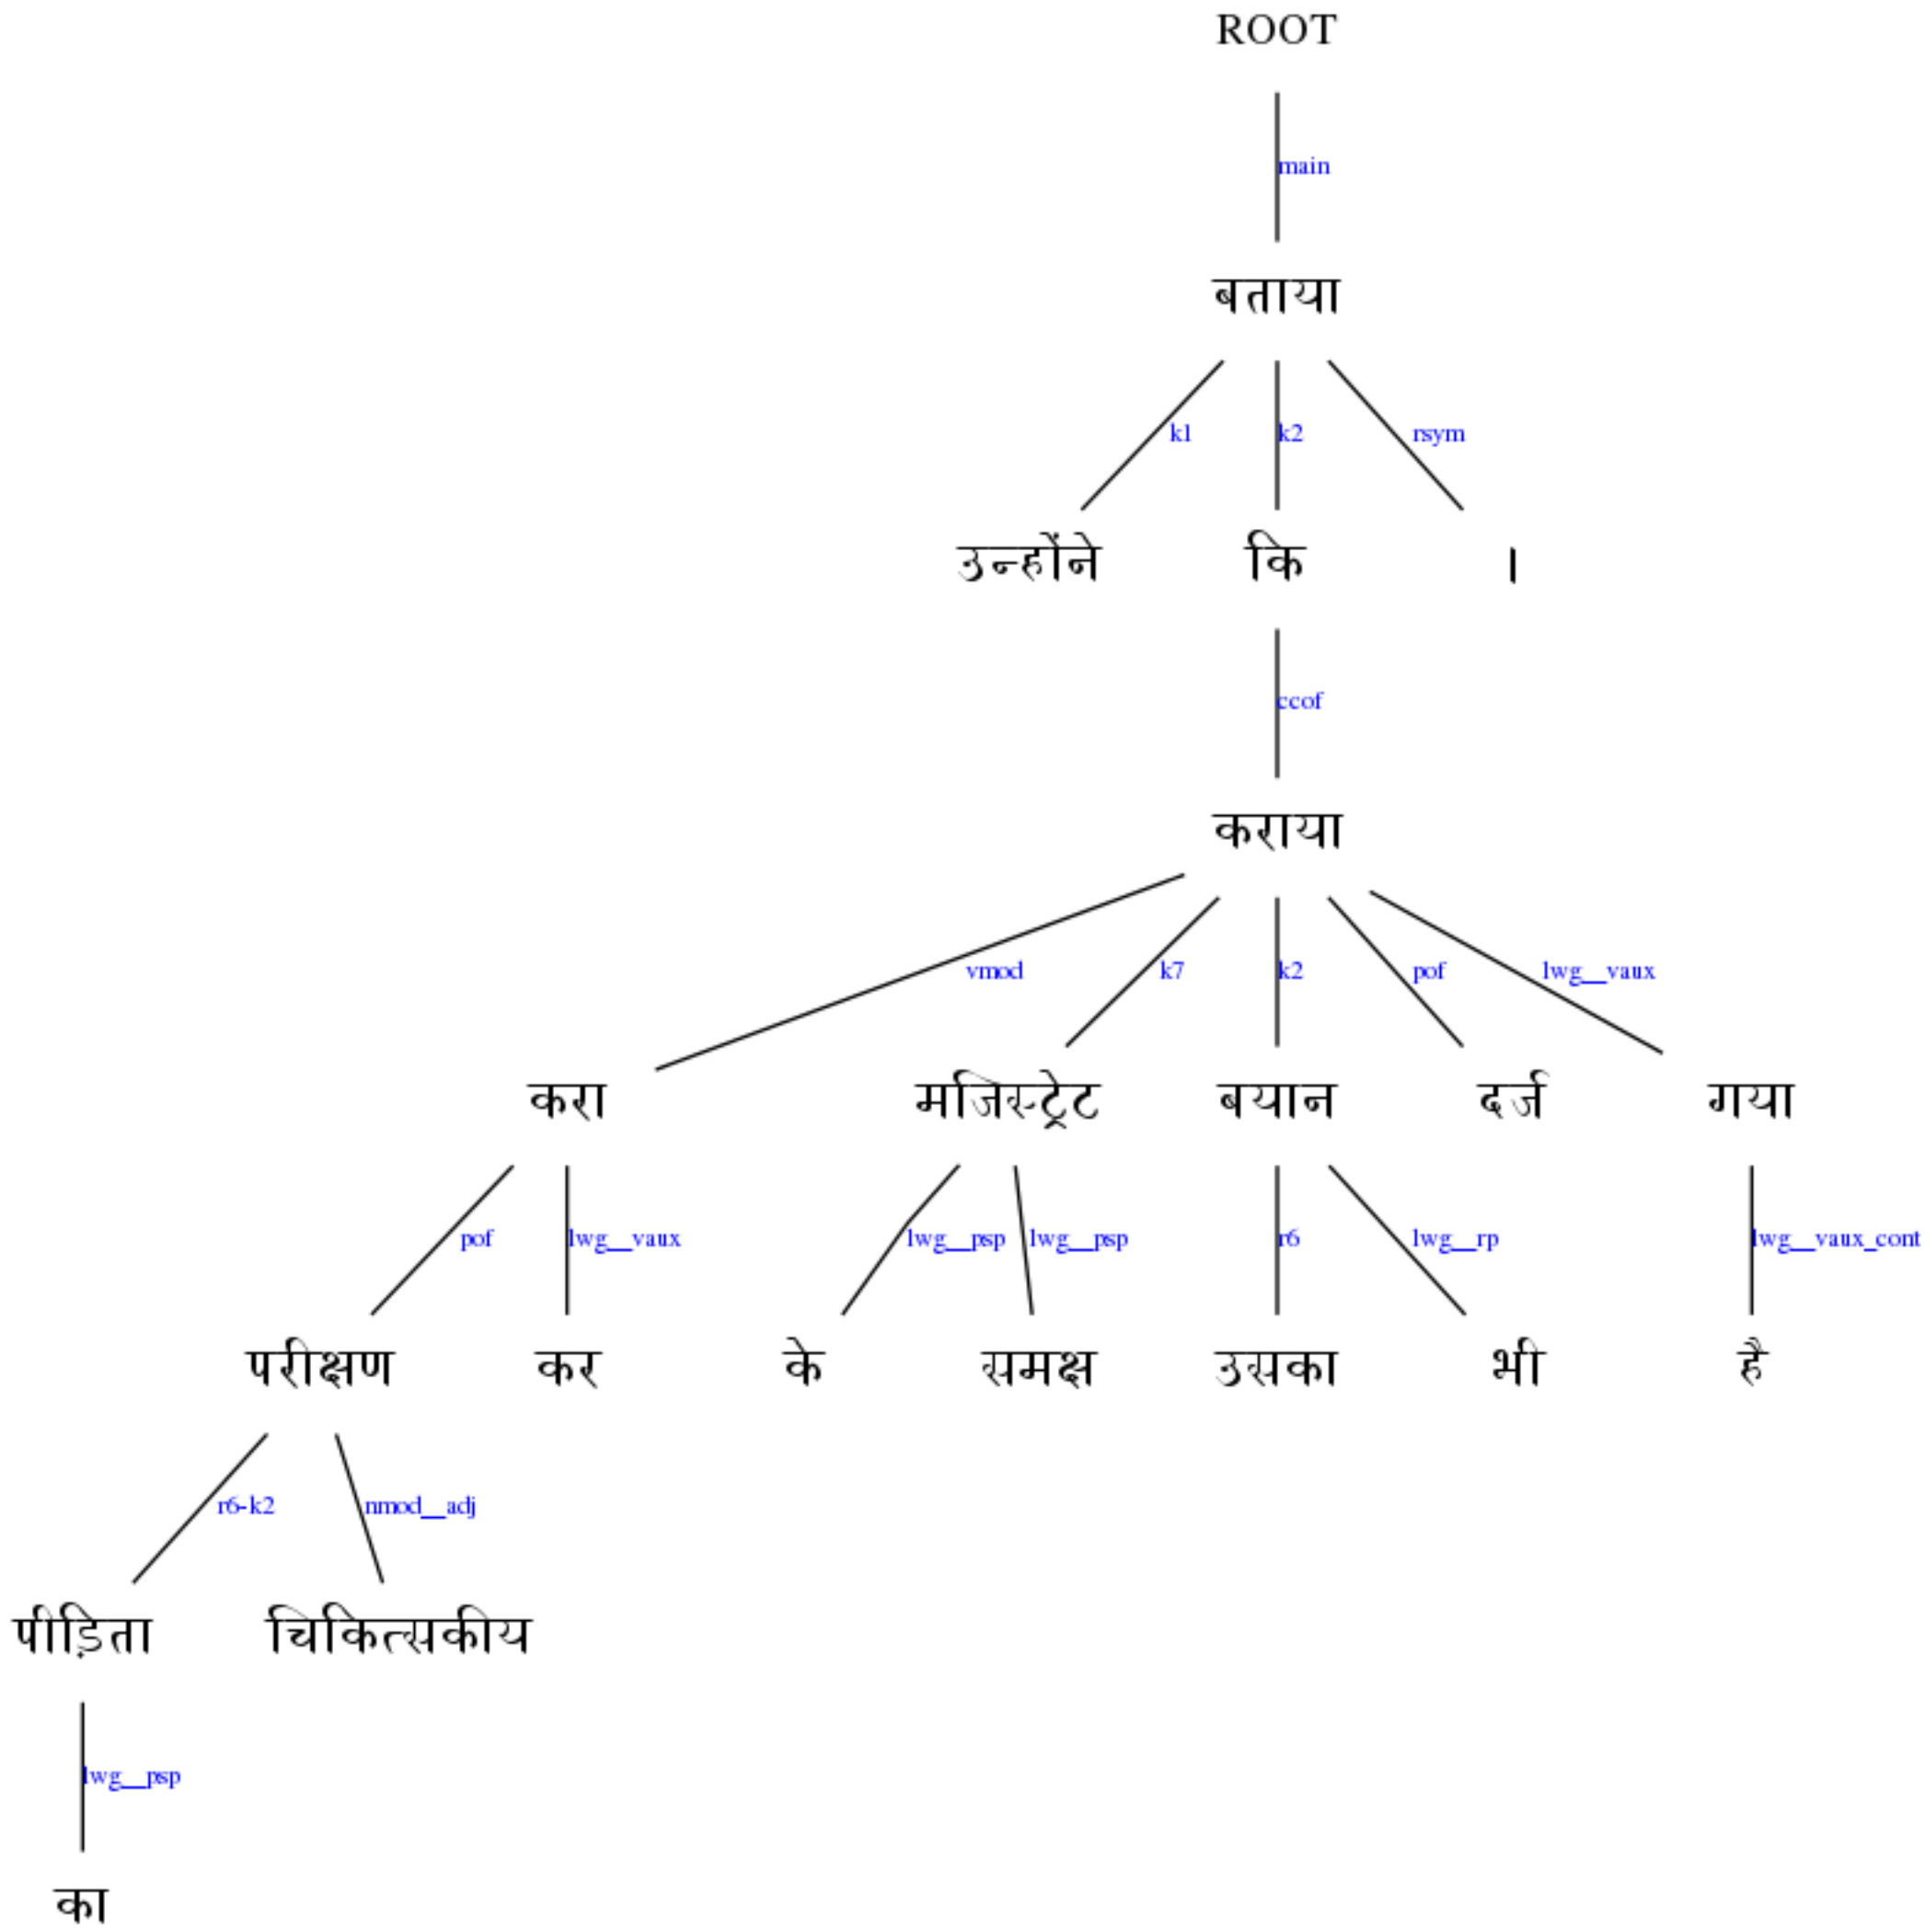 ROOT
main
बताया
k1 k2 rsym
उन्होंने कि ।
ccof
कराया
vmod k7 k2 pof lwg__vaux
करा मजिस्ट्रेट बयान दर्ज गया
pof lwg__vaux lwg__psp lwg__psp r6 lwg__rp lwg__vaux_cont
परीक्षण कर के समक्ष उसका भी है
r6-k2 nmod__adj
पीड़िता चिकित्सकीय
lwg__psp
का